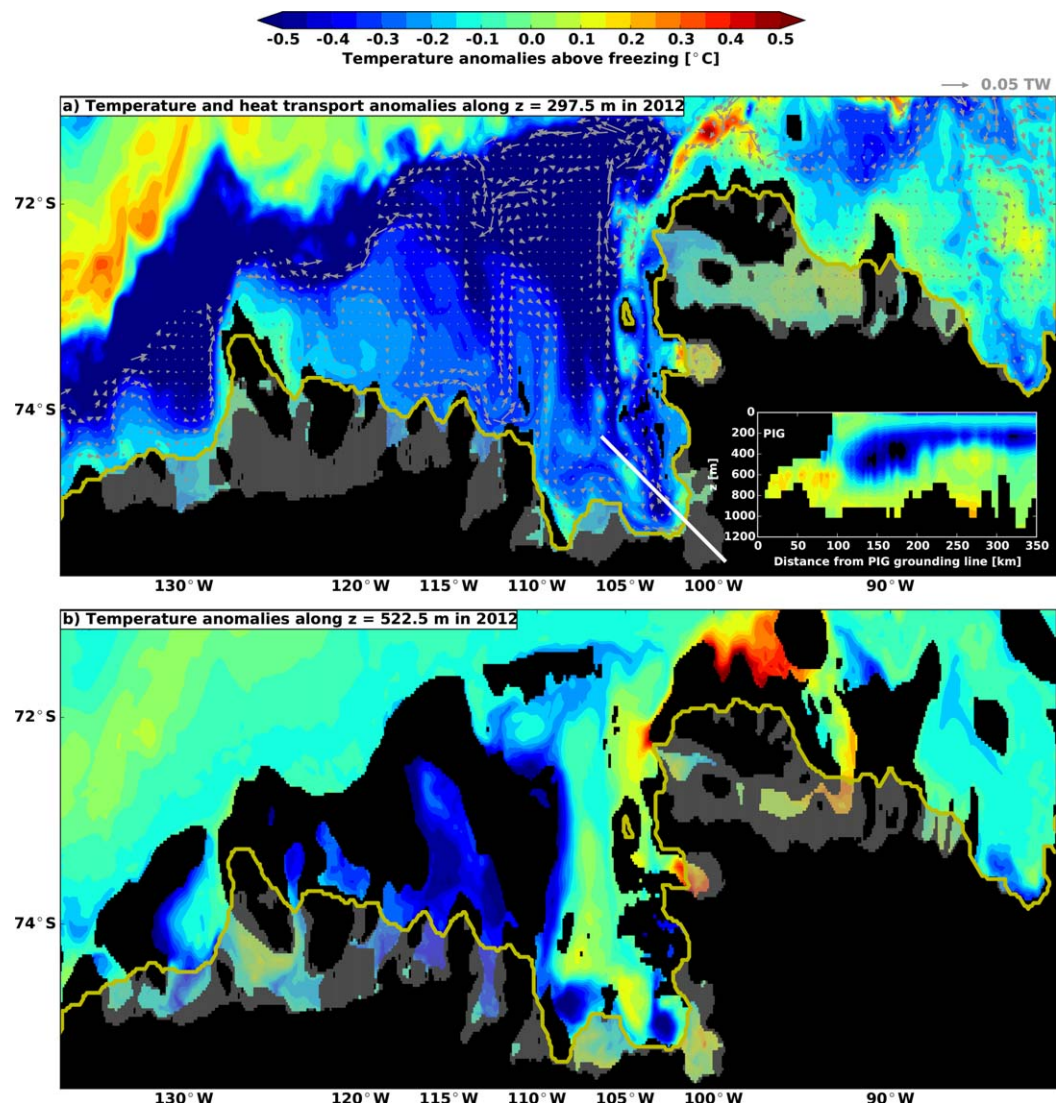 -0.5 -0.4 -0.3 -0.2 -0.1 0.0 0.1 0.2 0.3 0.4 0.5
Temperature anomalies above freezing [°C]
0.05 TW
a) Temperature and heat transport anomalies along z = 297.5 m in 2012
72°S
74°S
0
200
400
600
800
1000
1200
z [m]
PIG
0 50 100 150 200 250 300 350
Distance from PIG grounding line [km]
130°W 120°W 110°W 105°W 100°W 90°W
b) Temperature anomalies along z = 522.5 m in 2012
72°S
74°S
130°W 120°W 110°W 105°W 100°W 90°W